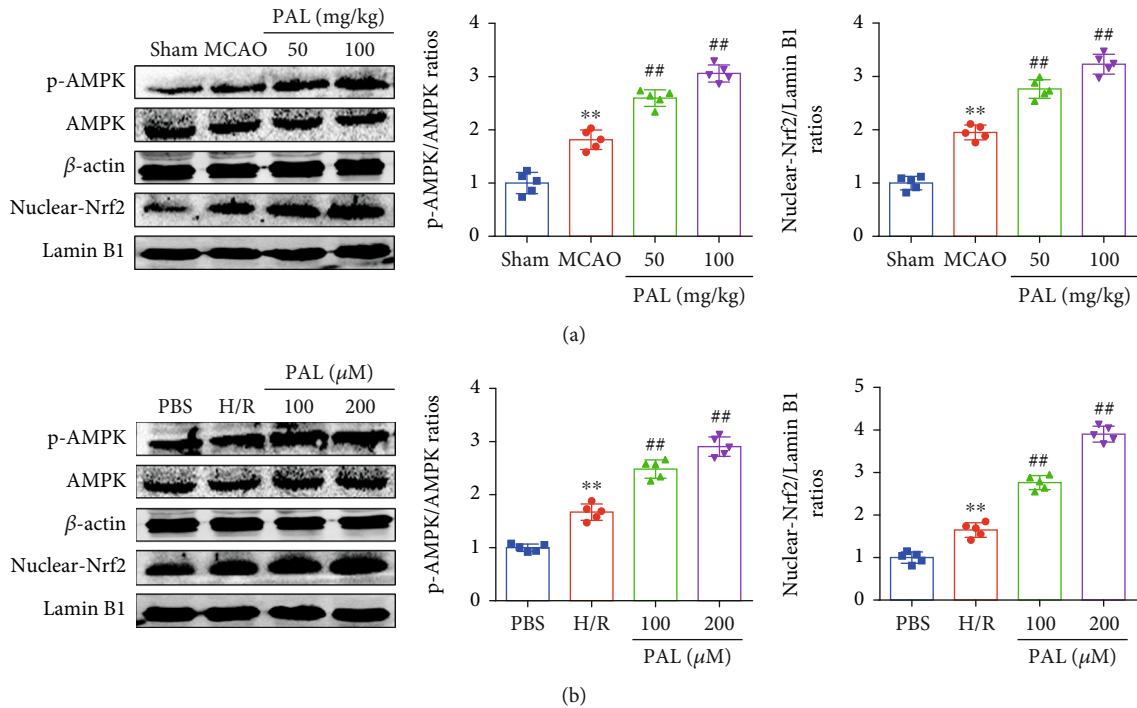 PAL (mg/kg)
Sham MCAO 50 100
p-AMPK
AMPK
β-actin
Nuclear-Nrf2
Lamin B1
p-AMPK/AMPK ratios
4
3
2
1
0
**
##
##
Sham MCAO 50 100
PAL (mg/kg)
Nuclear-Nrf2/Lamin B1
ratios
4
3
2
1
0
**
##
##
Sham MCAO 50 100
PAL (mg/kg)
(a)
PAL (μM)
PBS H/R 100 200
p-AMPK
AMPK
β-actin
Nuclear-Nrf2
Lamin B1
p-AMPK/AMPK ratios
4
3
2
1
0
**
##
##
PBS H/R 100 200
PAL (μM)
Nuclear-Nrf2/Lamin B1
ratios
5
4
3
2
1
0
**
##
##
PBS H/R 100 200
PAL (μM)
(b)